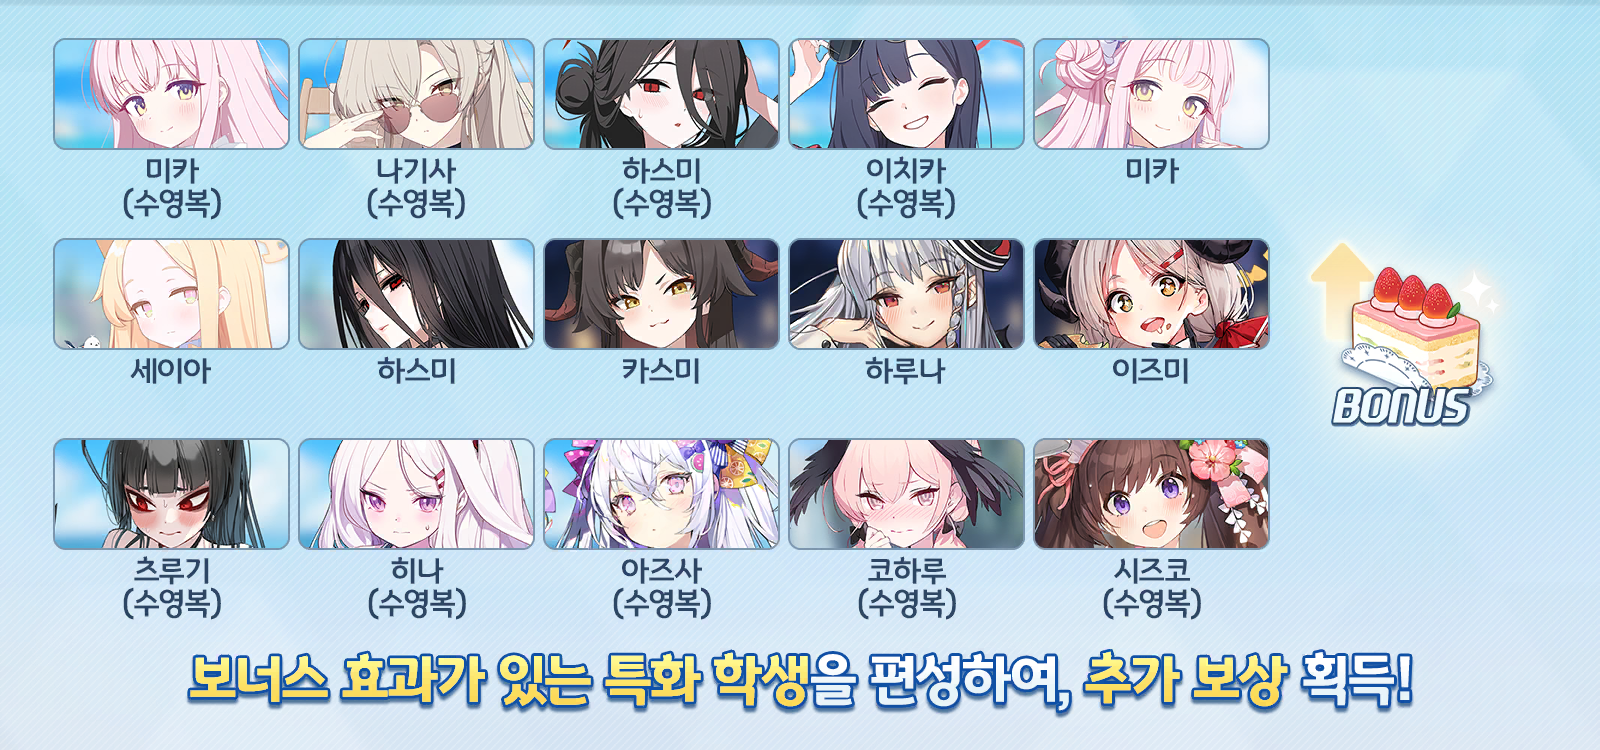 미카
(수영복)
나기사
(수영복)
하스미
(수영복)
이치카
(수영복)
미카
세이아
하스미
카스미
하루나
이즈미
BONUS
츠루기
(수영복)
히나
(수영복)
아즈사
(수영복)
코하루
(수영복)
시즈코
(수영복)
보너스 효과가 있는 특화 학생을 편성하여, 추가 보상 획득!